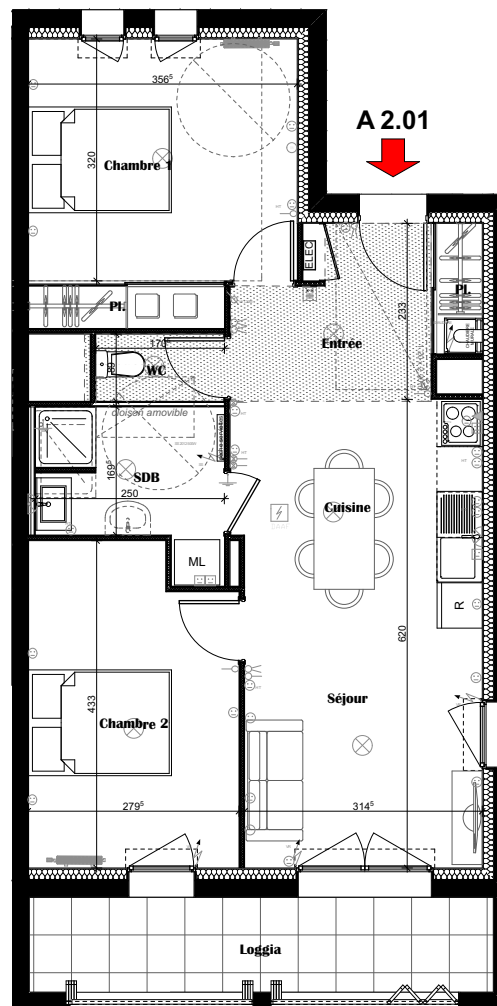 A 2.01
356⁵
320
Chambre 1
ELEC
Pl.
Pl.
233
Entrée
170
WC
cloison amovible
169⁵
SDB
250
Cuisine
ML
R
620
433
Séjour
Chambre 2
279⁵
314⁵
Loggia